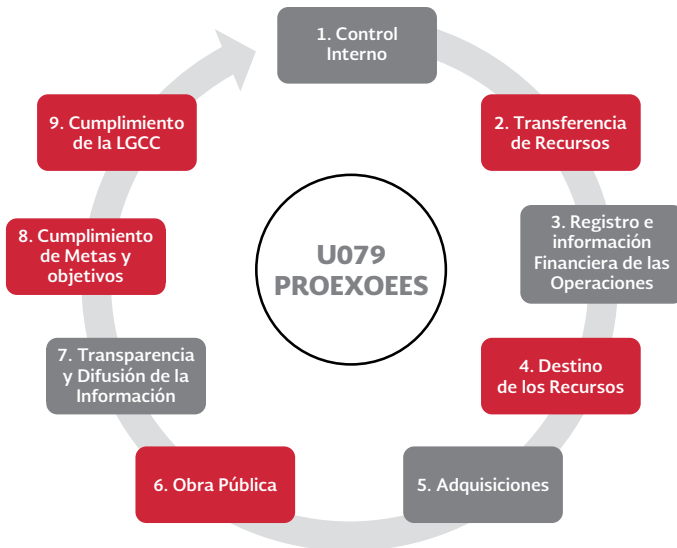 1. Control
Interno
2. Transferencia
de Recursos
3. Registro e
información
Financiera de las
Operaciones
4. Destino
de los Recursos
5. Adquisiciones
6. Obra Pública
7. Transparencia
y Difusión de la
Información
8. Cumplimiento
de Metas y
objetivos
9. Cumplimiento
de la LGCC
U079
PROEXOEES